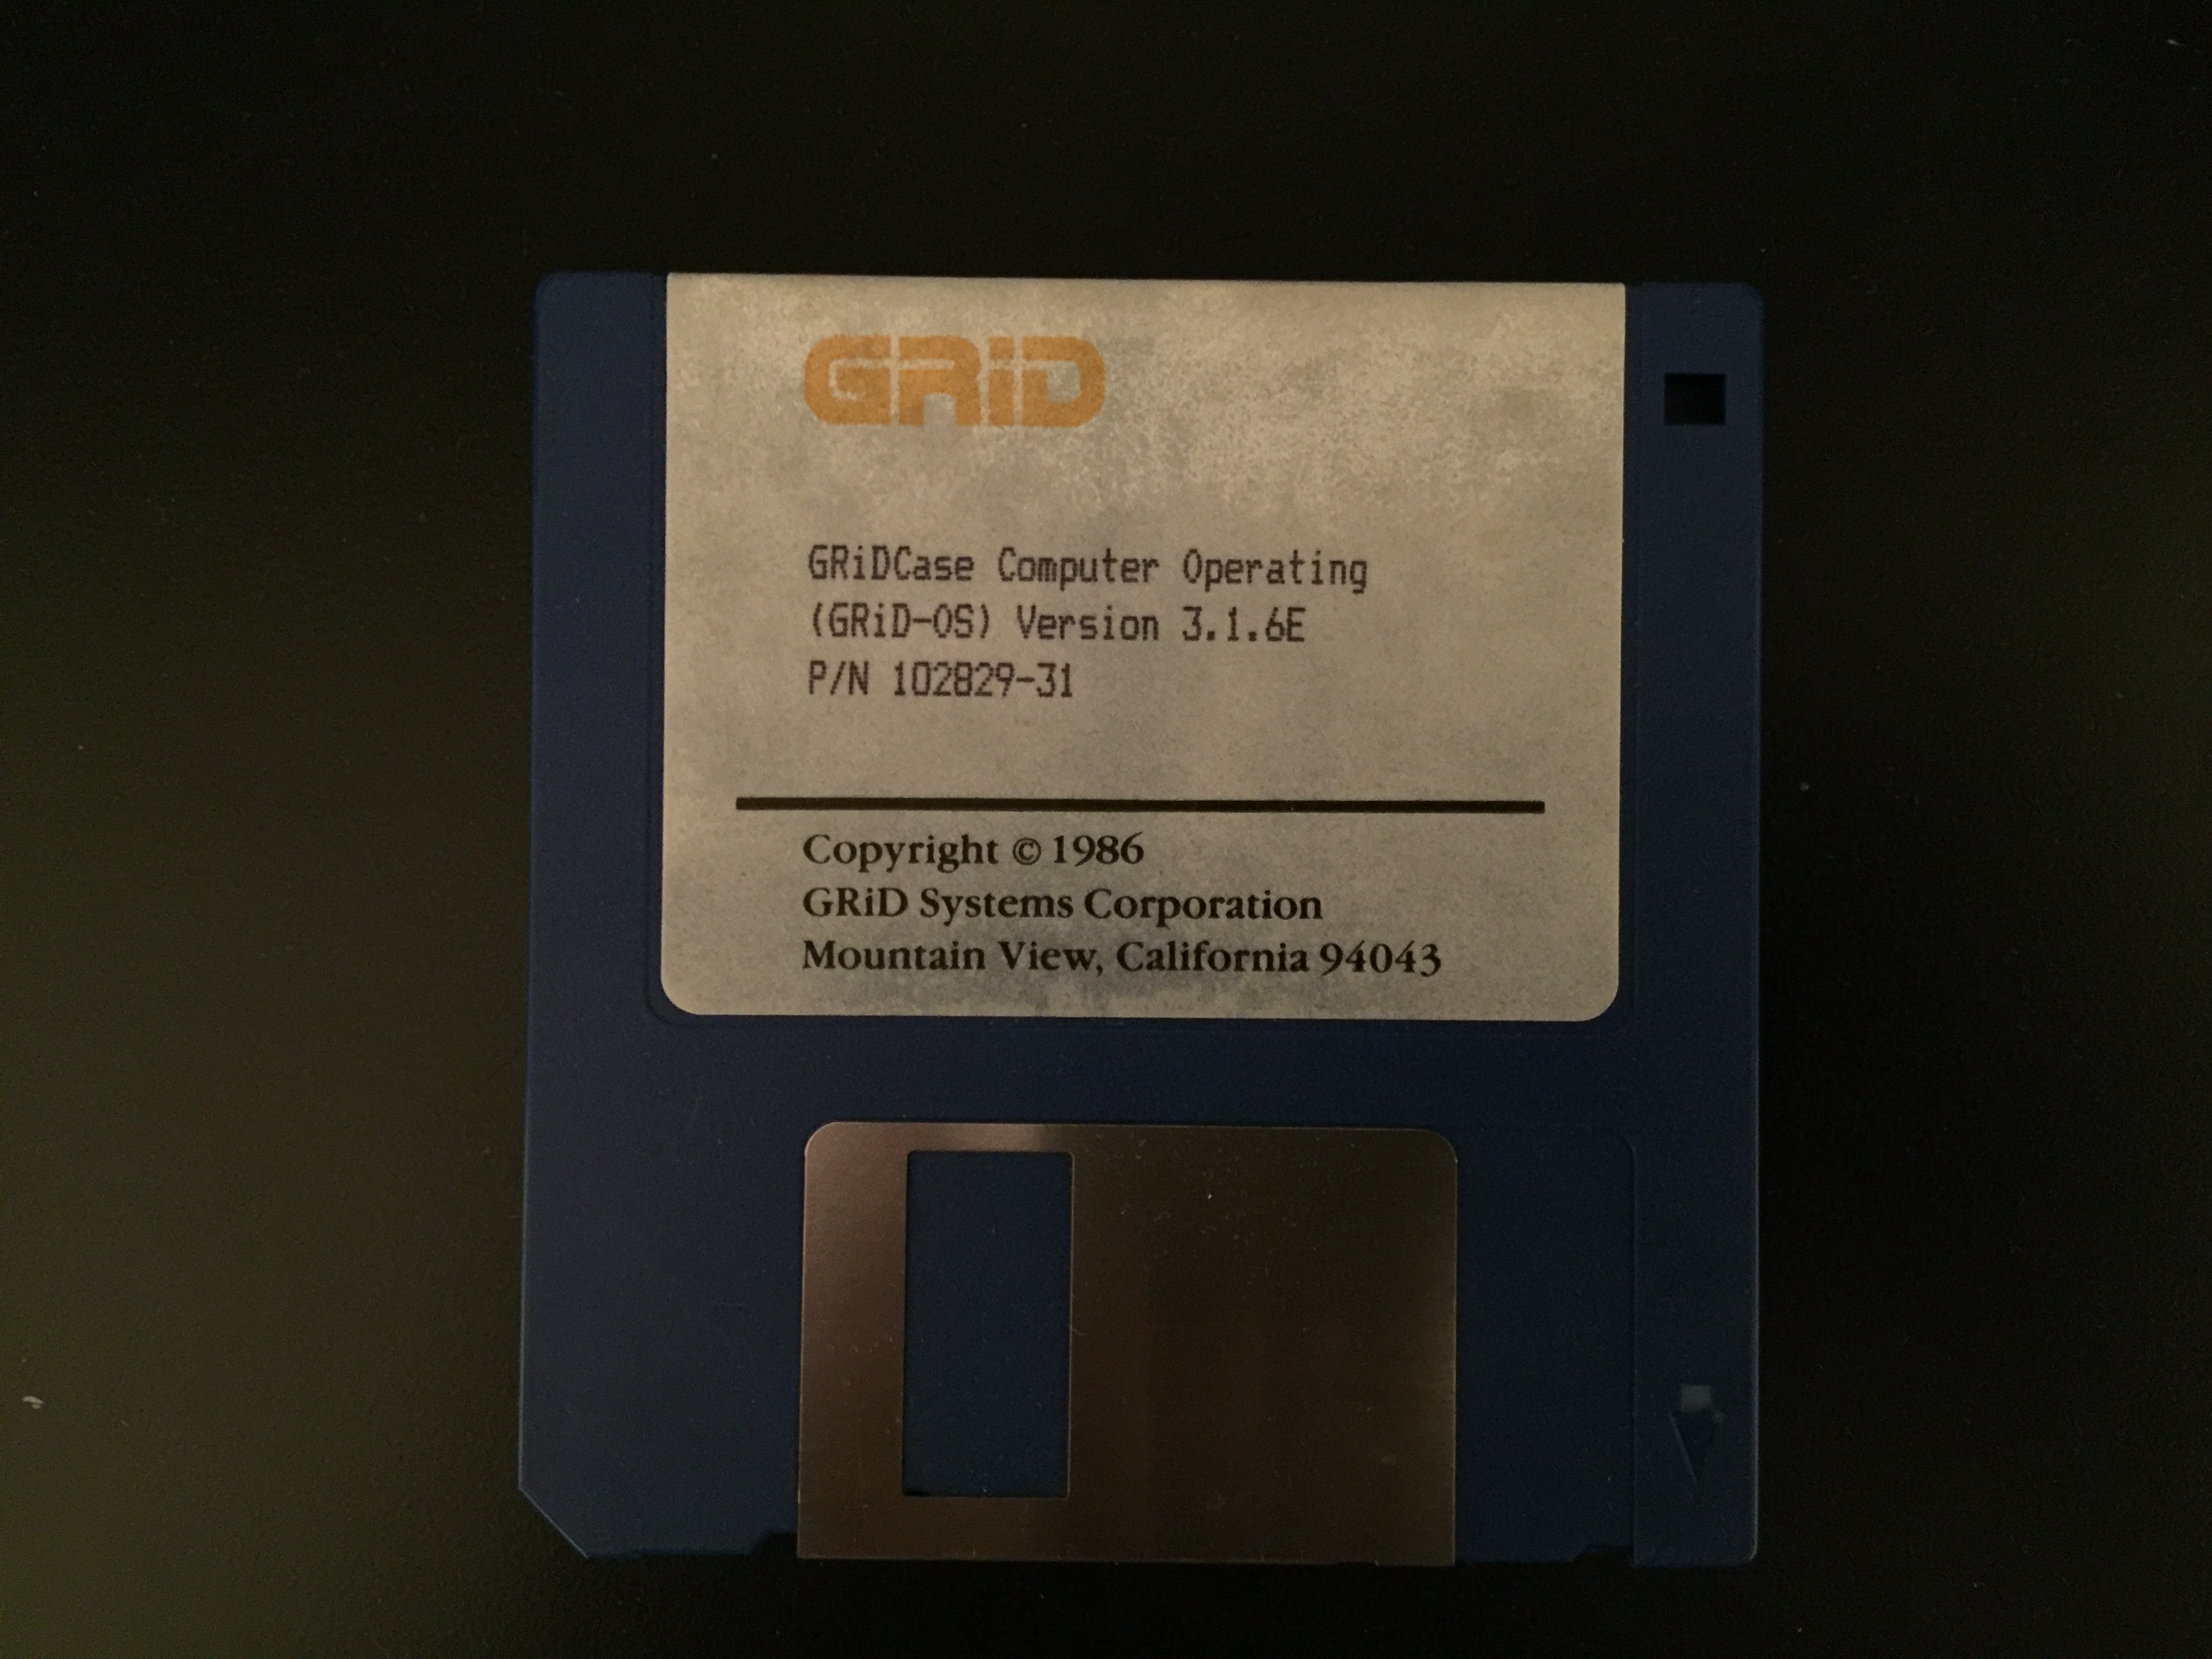 GRiD
GRiDCase Computer Operating
(GRiD-OS) Version 3.1.6E
P/N 102829-31
Copyright © 1986
GRiD Systems Corporation
Mountain View, California 94043